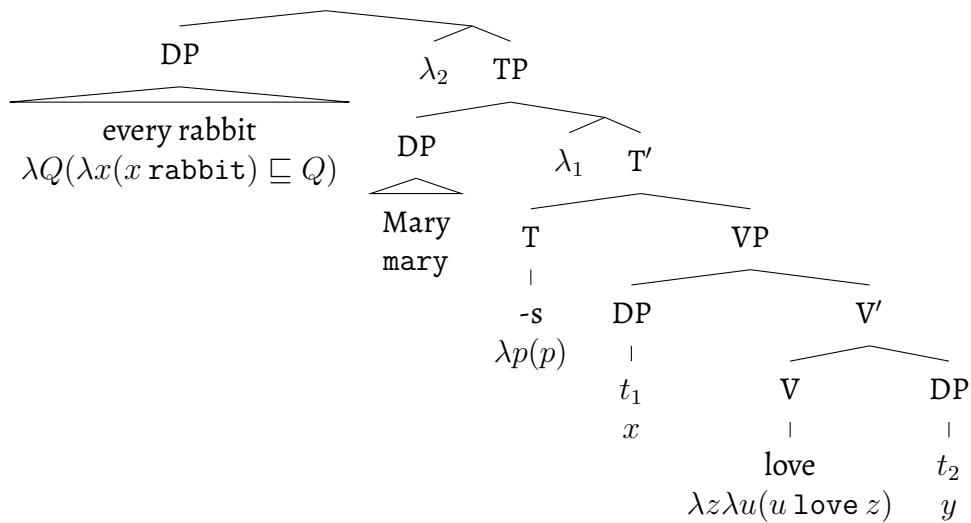 DP
λ₂ TP
every rabbit
λQ(λx(x rabbit) ⊑ Q)
DP
λ₁ T′
Mary
mary
T VP
-s
λp(p)
DP V′
t₁
x
V DP
love
λzλu(u love z)
t₂
y